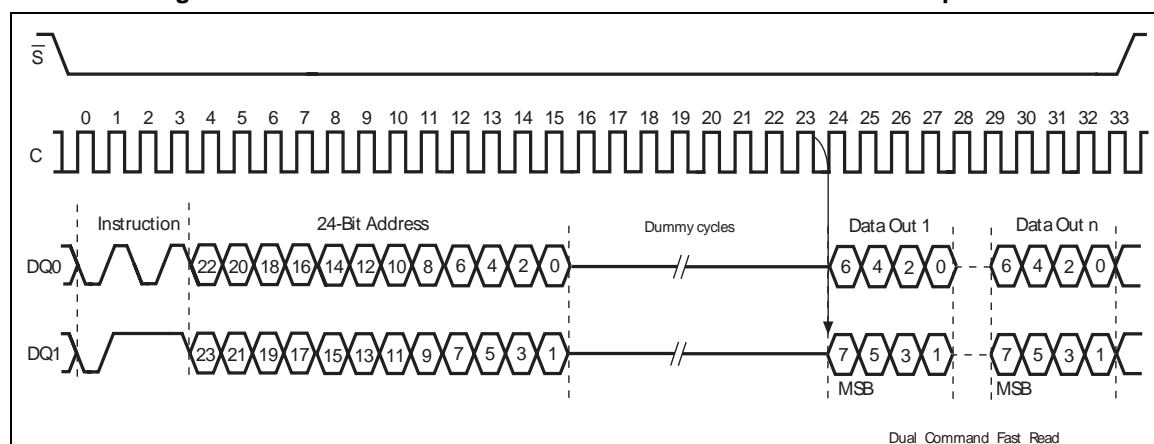 S
0 1 2 3 4 5 6 7 8 9 10 11 12 13 14 15 16 17 18 19 20 21 22 23 24 25 26 27 28 29 30 31 32 33
C
Instruction 24-Bit Address Dummy cycles Data Out 1 Data Out n
DQ0 22 20 18 16 14 12 10 8 6 4 2 0 6 4 2 0 6 4 2 0
DQ1 23 21 19 17 15 13 11 9 7 5 3 1 7 5 3 1 7 5 3 1
MSB MSB
Dual Command Fast Read